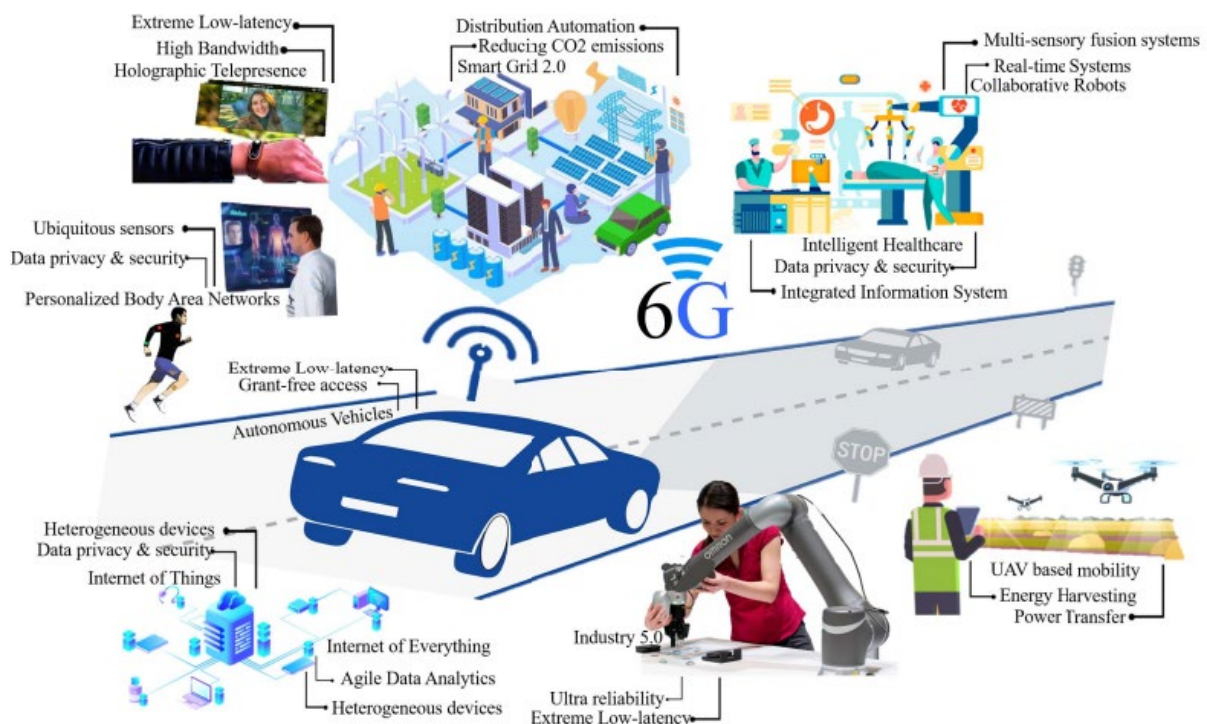 Extreme Low-latency
High Bandwidth
Holographic Telepresence
Distribution Automation
Reducing CO2 emissions
Smart Grid 2.0
Multi-sensory fusion systems
Real-time Systems
Collaborative Robots
Ubiquitous sensors
Data privacy & security
Personalized Body Area Networks
6G
Intelligent Healthcare
Data privacy & security
Integrated Information System
Extreme Low-latency
Grant-free access
Autonomous Vehicles
STOP
Heterogeneous devices
Data privacy & security
Internet of Things
Internet of Everything
Agile Data Analytics
Heterogeneous devices
OMRON
Industry 5.0
Ultra reliability
Extreme Low-latency
UAV based mobility
Energy Harvesting
Power Transfer